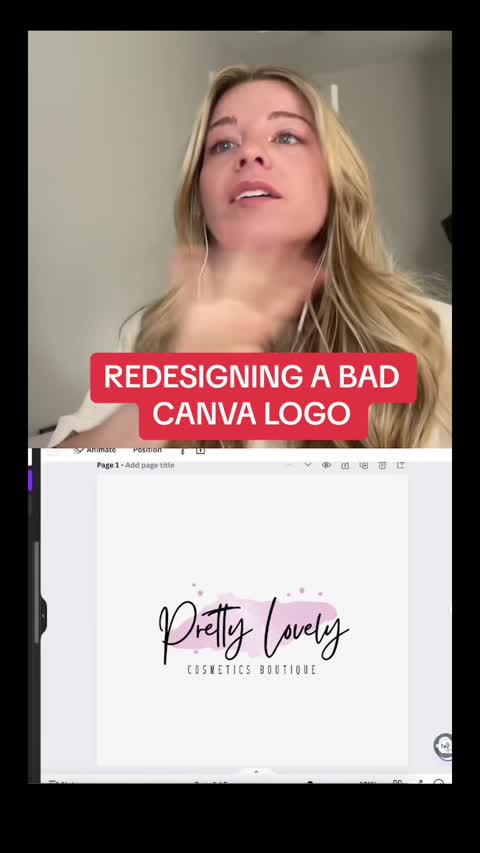 REDESIGNING A BAD
CANVA LOGO
Animate Position
Page 1 - Add page title
Pretty Lovely
COSMETICS BOUTIQUE